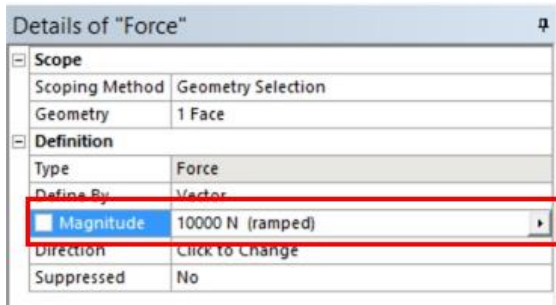 Details of "Force"
Scope
Scoping Method Geometry Selection
Geometry 1 Face
Definition
Type Force
Define By Vector
Magnitude 10000 N (ramped)
Direction Click to Change
Suppressed No